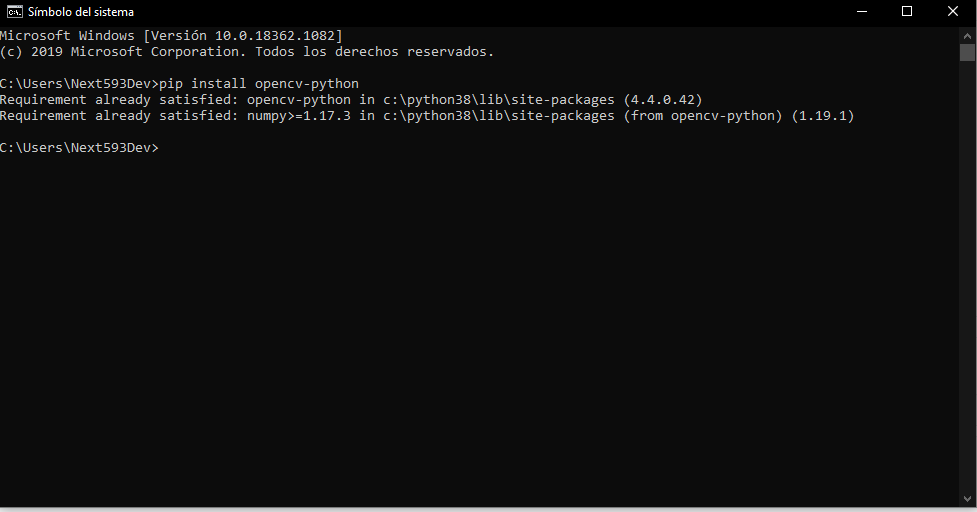 Símbolo del sistema
Microsoft Windows [Versión 10.0.18362.1082]
(c) 2019 Microsoft Corporation. Todos los derechos reservados.
C:\Users\Next593Dev>pip install opencv-python
Requirement already satisfied: opencv-python in c:\python38\lib\site-packages (4.4.0.42)
Requirement already satisfied: numpy>=1.17.3 in c:\python38\lib\site-packages (from opencv-python) (1.19.1)
C:\Users\Next593Dev>